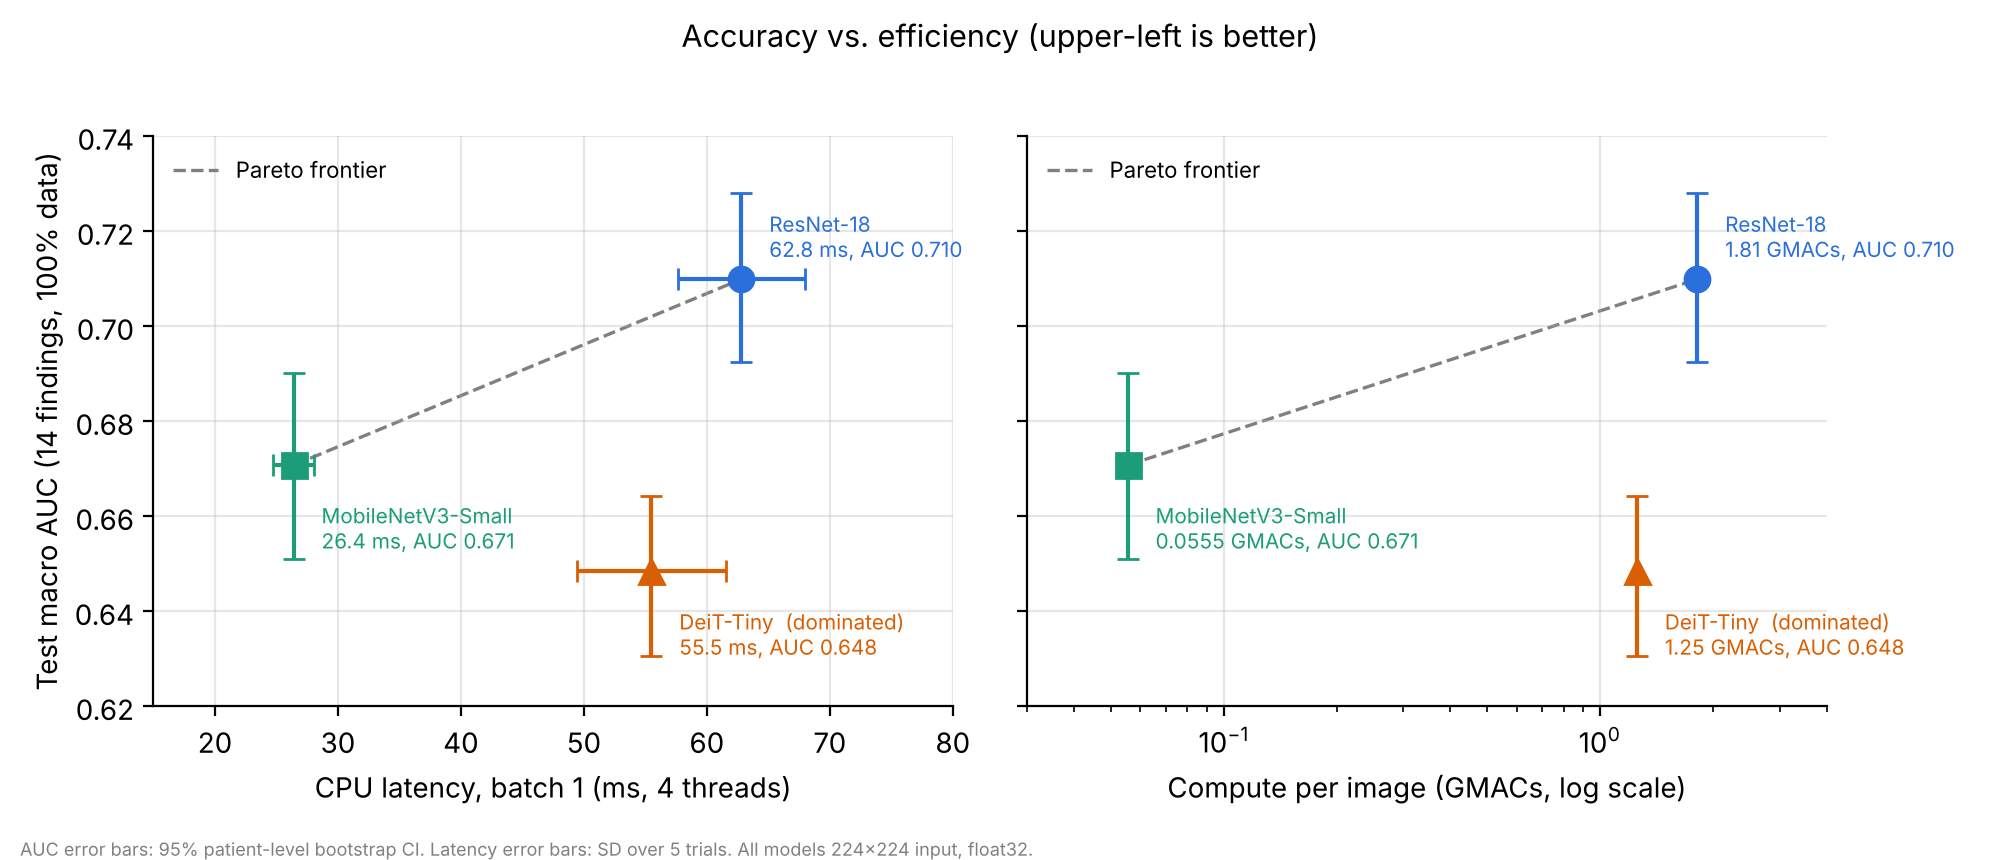 Accuracy vs. efficiency (upper-left is better)
Test macro AUC (14 findings, 100% data)
0.74
0.72
0.70
0.68
0.66
0.64
0.62
Pareto frontier
ResNet-18
62.8 ms, AUC 0.710
MobileNetV3-Small
26.4 ms, AUC 0.671
DeiT-Tiny (dominated)
55.5 ms, AUC 0.648
20 30 40 50 60 70 80
CPU latency, batch 1 (ms, 4 threads)
Pareto frontier
ResNet-18
1.81 GMACs, AUC 0.710
MobileNetV3-Small
0.0555 GMACs, AUC 0.671
DeiT-Tiny (dominated)
1.25 GMACs, AUC 0.648
10⁻¹ 10⁰
Compute per image (GMACs, log scale)
AUC error bars: 95% patient-level bootstrap CI. Latency error bars: SD over 5 trials. All models 224×224 input, float32.